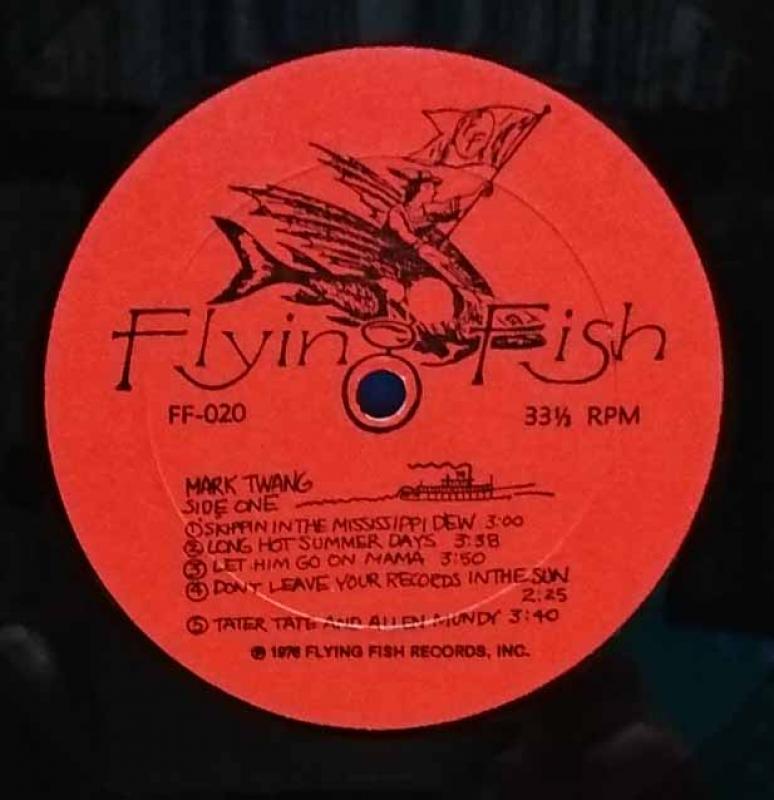 Flying Fish
FF-020 33⅓ RPM
MARK TWANG
SIDE ONE
① SKIPPIN IN THE MISSISSIPPI DEW 3:00
② LONG HOT SUMMER DAYS 3:38
③ LET HIM GO ON MAMA 3:50
④ DONT LEAVE YOUR RECORDS IN THE SUN
2:25
⑤ TATER TATE AND ALLEN MUNDY 3:40
℗ 1976 FLYING FISH RECORDS, INC.